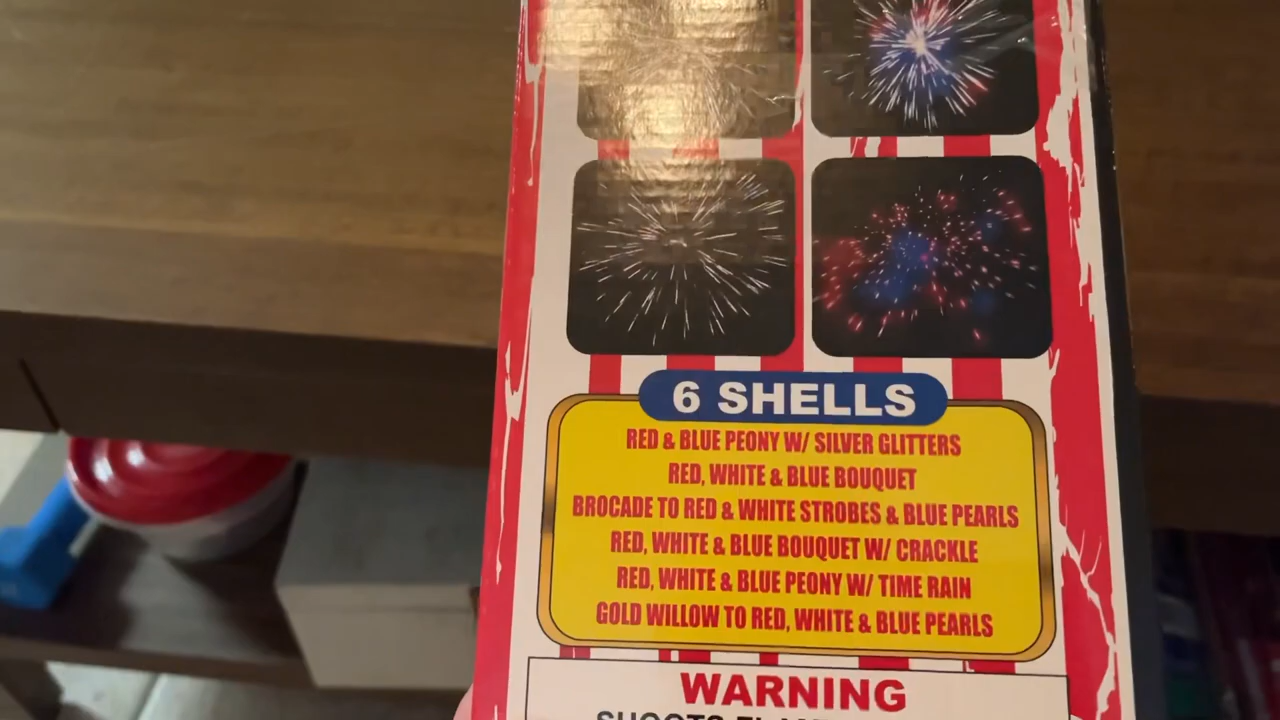 6 SHELLS
RED & BLUE PEONY W/ SILVER GLITTERS
RED, WHITE & BLUE BOUQUET
BROCADE TO RED & WHITE STROBES & BLUE PEARLS
RED, WHITE & BLUE BOUQUET W/ CRACKLE
RED, WHITE & BLUE PEONY W/ TIME RAIN
GOLD WILLOW TO RED, WHITE & BLUE PEARLS
WARNING
SHOOTS